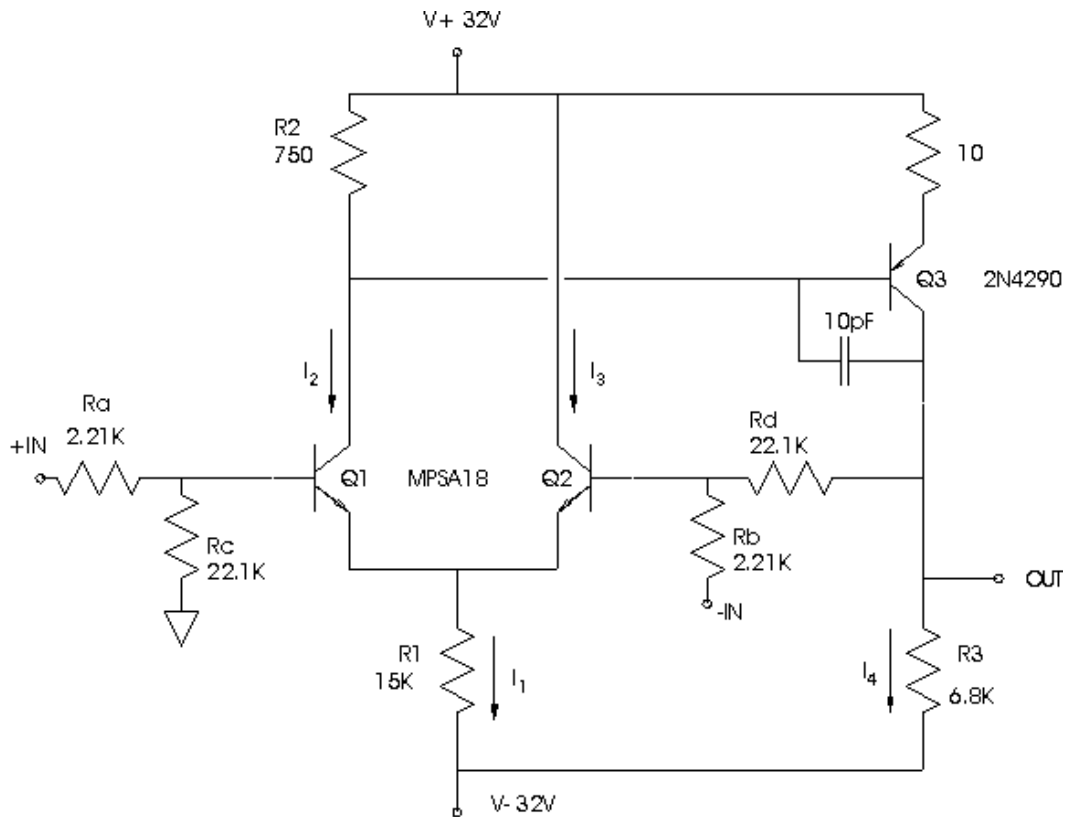 V+ 32V
R2
750
10
Q3
2N4290
10pF
I2
I3
Ra
2.21K
+IN
Rd
22.1K
Q1
MPSA18
Q2
Rc
22.1K
Rb
2.21K
-IN
OUT
R1
15K
I1
I4
R3
6.8K
V- 32V